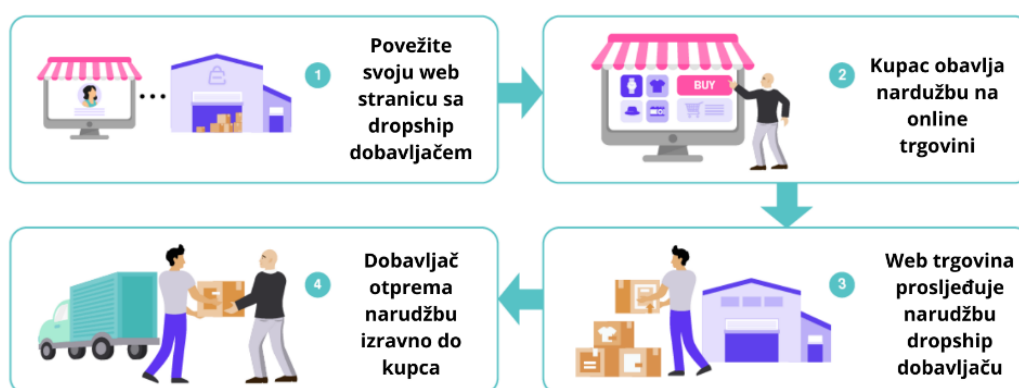 1
Povežite
svoju web
stranicu sa
dropship
dobavljačem
BUY
2
Kupac obavlja
nardužbu na
online
trgovini
3
Web trgovina
prosljeđuje
narudžbu
dropship
dobavljaču
4
Dobavljač
otprema
narudžbu
izravno do
kupca